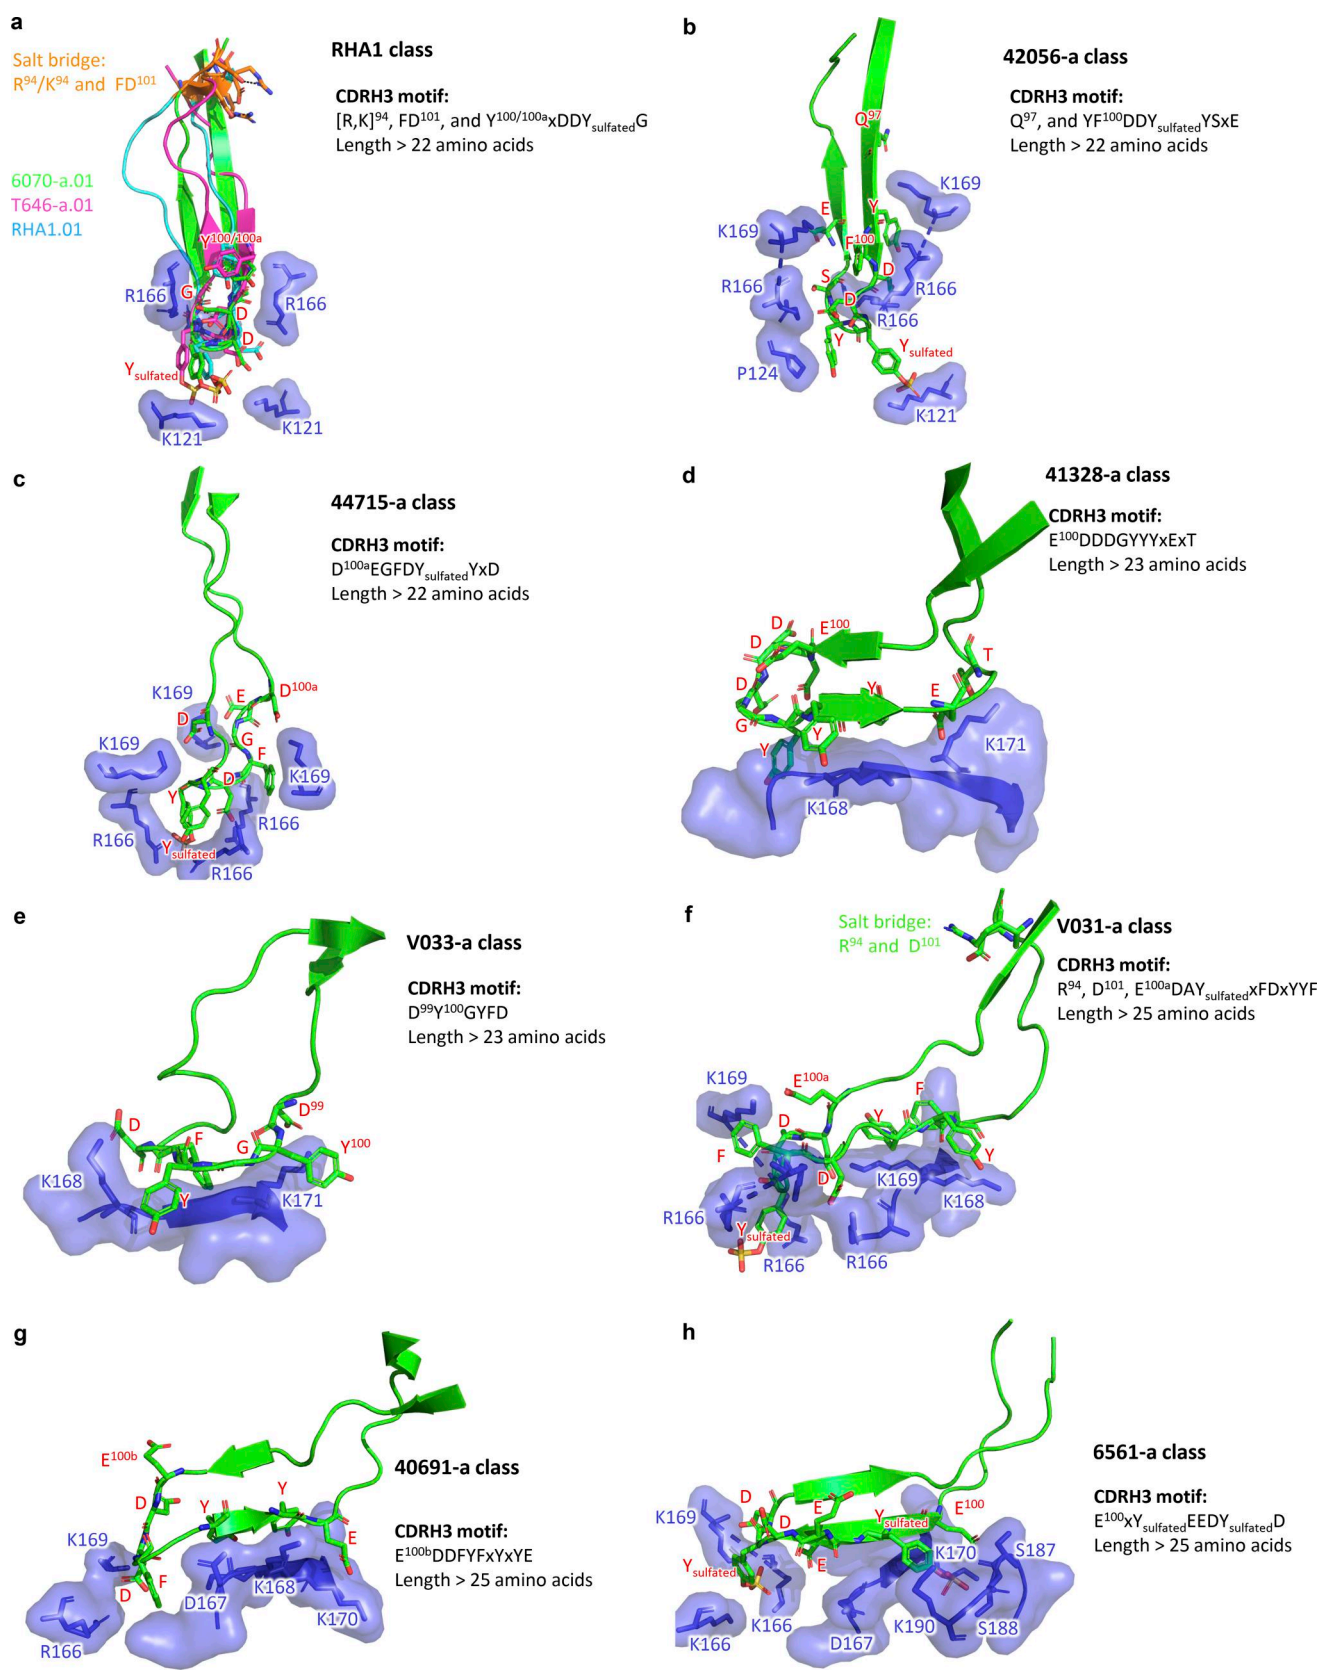 a
RHA1 class
Salt bridge:
R⁹⁴/K⁹⁴ and FD¹⁰¹
CDRH3 motif:
[R,K]⁹⁴, FD¹⁰¹, and Y¹⁰⁰/¹⁰⁰ᵃxDDYsulfatedG
Length > 22 amino acids
6070-a.01
T646-a.01
RHA1.01
Y¹⁰⁰/¹⁰⁰ᵃ
R166
G
R166
D
D
Ysulfated
K121
K121
b
42056-a class
CDRH3 motif:
Q⁹⁷, and YF¹⁰⁰DDYsulfatedYSxE
Length > 22 amino acids
Q⁹⁷
K169
E
Y
K169
F¹⁰⁰
S
D
R166
R166
D
R166
Y
Ysulfated
P124
K121
c
44715-a class
CDRH3 motif:
D¹⁰⁰ᵃEGFDYsulfatedYxD
Length > 22 amino acids
K169
E
D¹⁰⁰ᵃ
D
K169
G
F
K169
D
Y
R166
R166
Ysulfated
R166
d
41328-a class
CDRH3 motif:
E¹⁰⁰DDDGYYYxExT
Length > 23 amino acids
D
E¹⁰⁰
D
T
D
Y
E
G
Y
Y
K171
K168
e
V033-a class
CDRH3 motif:
D⁹⁹Y¹⁰⁰GYFD
Length > 23 amino acids
D
D⁹⁹
F
G
Y¹⁰⁰
K168
Y
K171
f
Salt bridge:
R⁹⁴ and D¹⁰¹
V031-a class
CDRH3 motif:
R⁹⁴, D¹⁰¹, E¹⁰⁰ᵃDAYsulfatedxFDxYYF
Length > 25 amino acids
K169
E¹⁰⁰ᵃ
F
D
Y
F
Y
D
K169
K168
R166
Ysulfated
R166
R166
g
40691-a class
CDRH3 motif:
E¹⁰⁰ᵇDDFYFxYxYE
Length > 25 amino acids
E¹⁰⁰ᵇ
D
Y
Y
K169
E
F
D
K168
D167
K170
R166
h
6561-a class
CDRH3 motif:
E¹⁰⁰xYsulfatedEEDYsulfatedD
Length > 25 amino acids
D
E
E¹⁰⁰
K169
D
Ysulfated
E
K170
S187
Ysulfated
K166
K166
D167
K190
S188